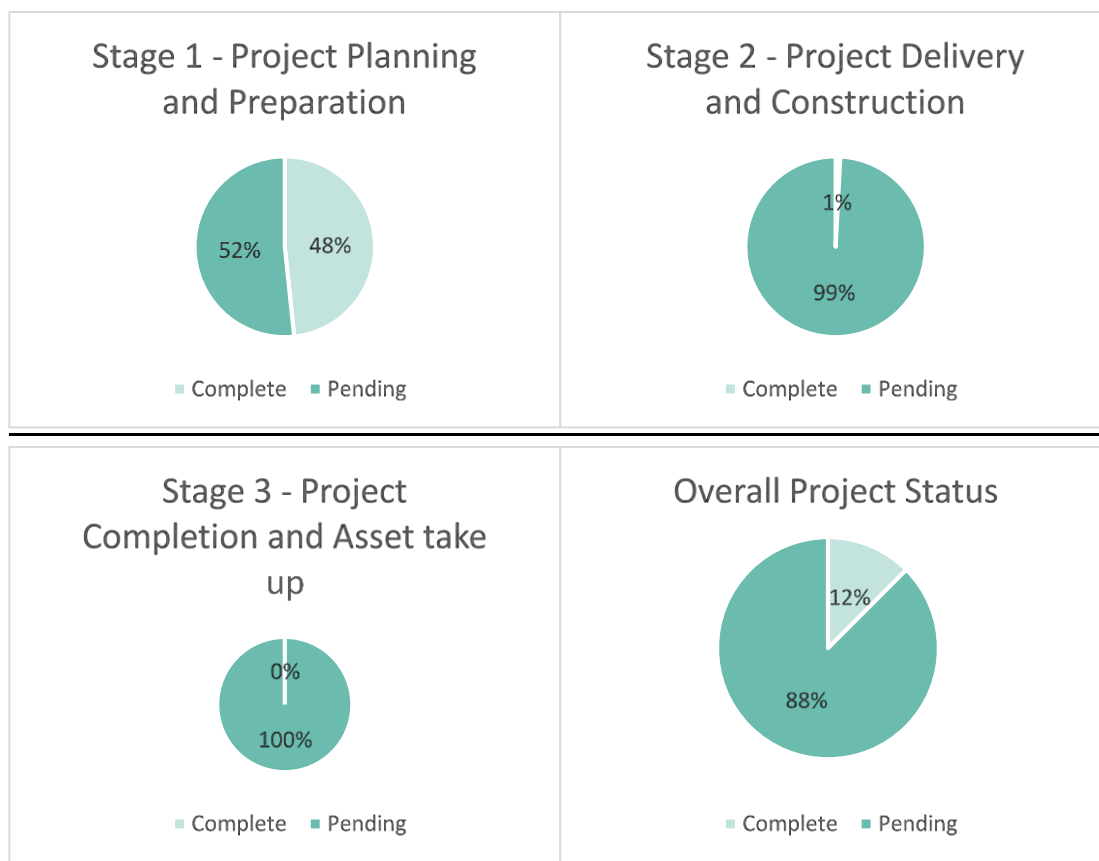 Stage 1 - Project Planning
and Preparation
52%
48%
Complete
Pending
Stage 2 - Project Delivery
and Construction
1%
99%
Complete
Pending
Stage 3 - Project
Completion and Asset take
up
0%
100%
Complete
Pending
Overall Project Status
12%
88%
Complete
Pending